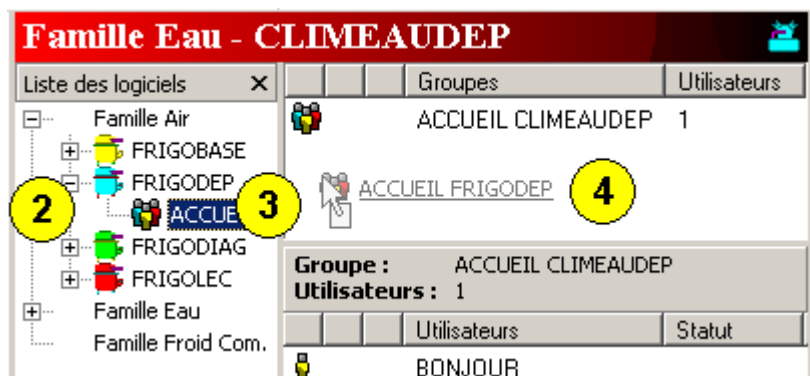 Famille Eau - CLIMEAUDEP
Liste des logiciels
Famille Air
FRIGOBASE
FRIGODEP
ACCUE
FRIGODIAG
FRIGOLEC
Famille Eau
Famille Froid Com.
2
3
Groupes Utilisateurs
ACCUEIL CLIMEAUDEP 1
ACCUEIL FRIGODEP
4
Groupe : ACCUEIL CLIMEAUDEP
Utilisateurs : 1
Utilisateurs Statut
BONJOUR